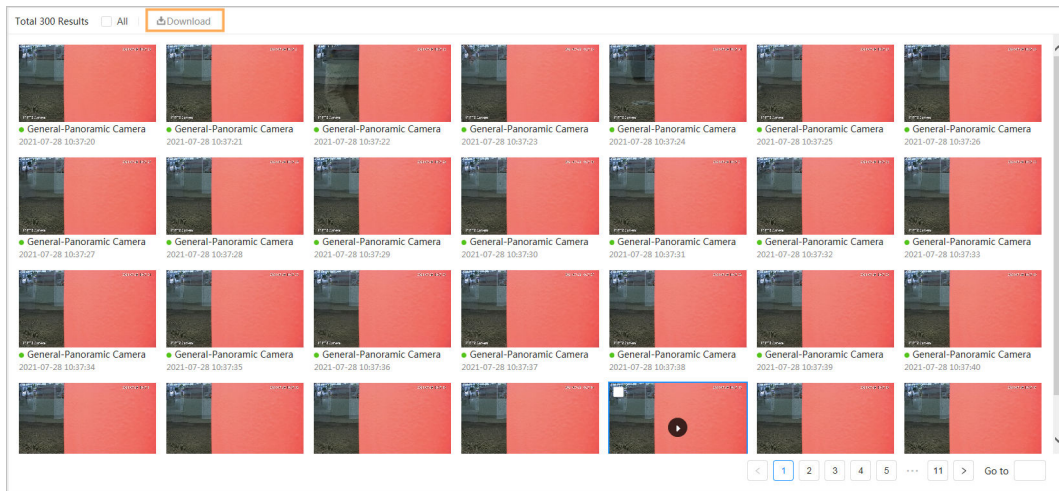 Total 300 Results All Download
General-Panoramic Camera General-Panoramic Camera General-Panoramic Camera General-Panoramic Camera General-Panoramic Camera General-Panoramic Camera General-Panoramic Camera
2021-07-28 10:37:20 2021-07-28 10:37:21 2021-07-28 10:37:22 2021-07-28 10:37:23 2021-07-28 10:37:24 2021-07-28 10:37:25 2021-07-28 10:37:26
General-Panoramic Camera General-Panoramic Camera General-Panoramic Camera General-Panoramic Camera General-Panoramic Camera General-Panoramic Camera General-Panoramic Camera
2021-07-28 10:37:27 2021-07-28 10:37:28 2021-07-28 10:37:29 2021-07-28 10:37:30 2021-07-28 10:37:31 2021-07-28 10:37:32 2021-07-28 10:37:33
General-Panoramic Camera General-Panoramic Camera General-Panoramic Camera General-Panoramic Camera General-Panoramic Camera General-Panoramic Camera General-Panoramic Camera
2021-07-28 10:37:34 2021-07-28 10:37:35 2021-07-28 10:37:36 2021-07-28 10:37:37 2021-07-28 10:37:38 2021-07-28 10:37:39 2021-07-28 10:37:40
< 1 2 3 4 5 ··· 11 > Go to